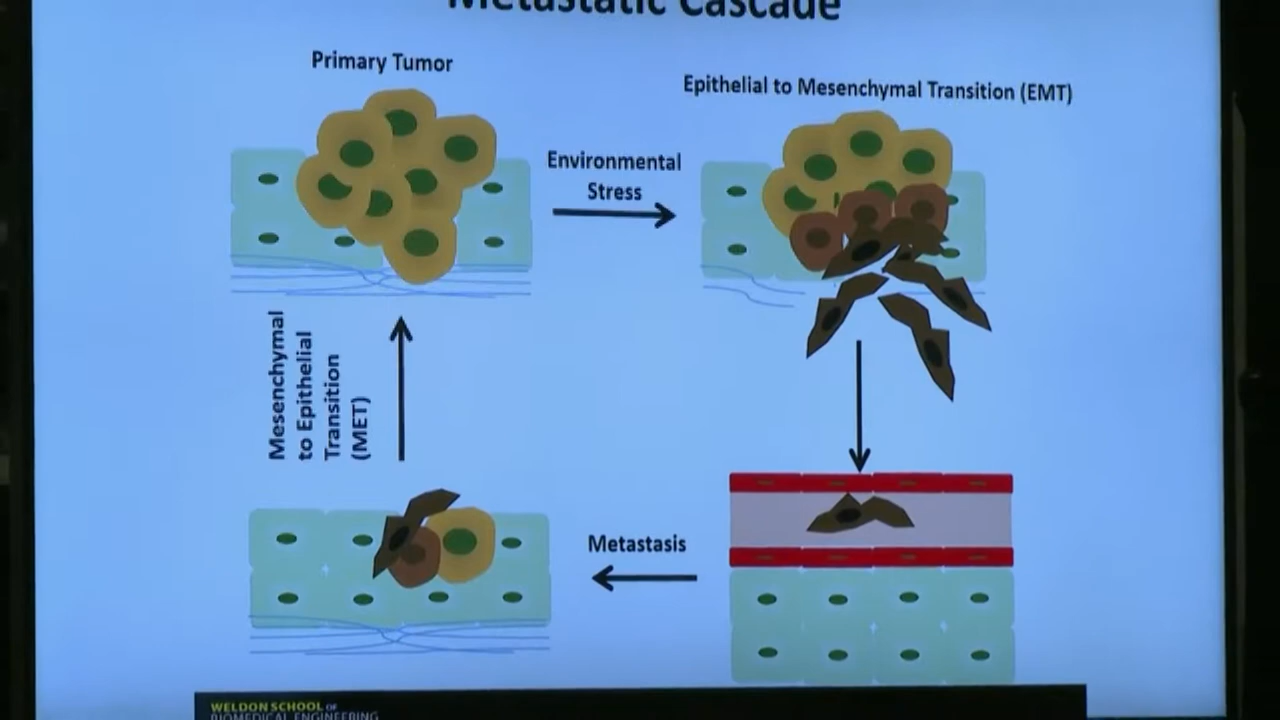 Metastatic Cascade
Primary Tumor
Epithelial to Mesenchymal Transition (EMT)
Environmental
Stress
Mesenchymal
to Epithelial
Transition
(MET)
Metastasis
WELDON SCHOOL OF
BIOMEDICAL ENGINEERING